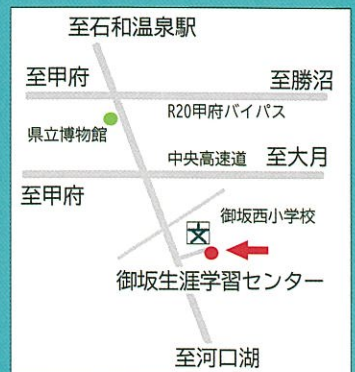 至石和温泉駅
至甲府
至勝沼
R20甲府バイパス
県立博物館
中央高速道
至大月
至甲府
御坂西小学校
文
御坂生涯学習センター
至河口湖